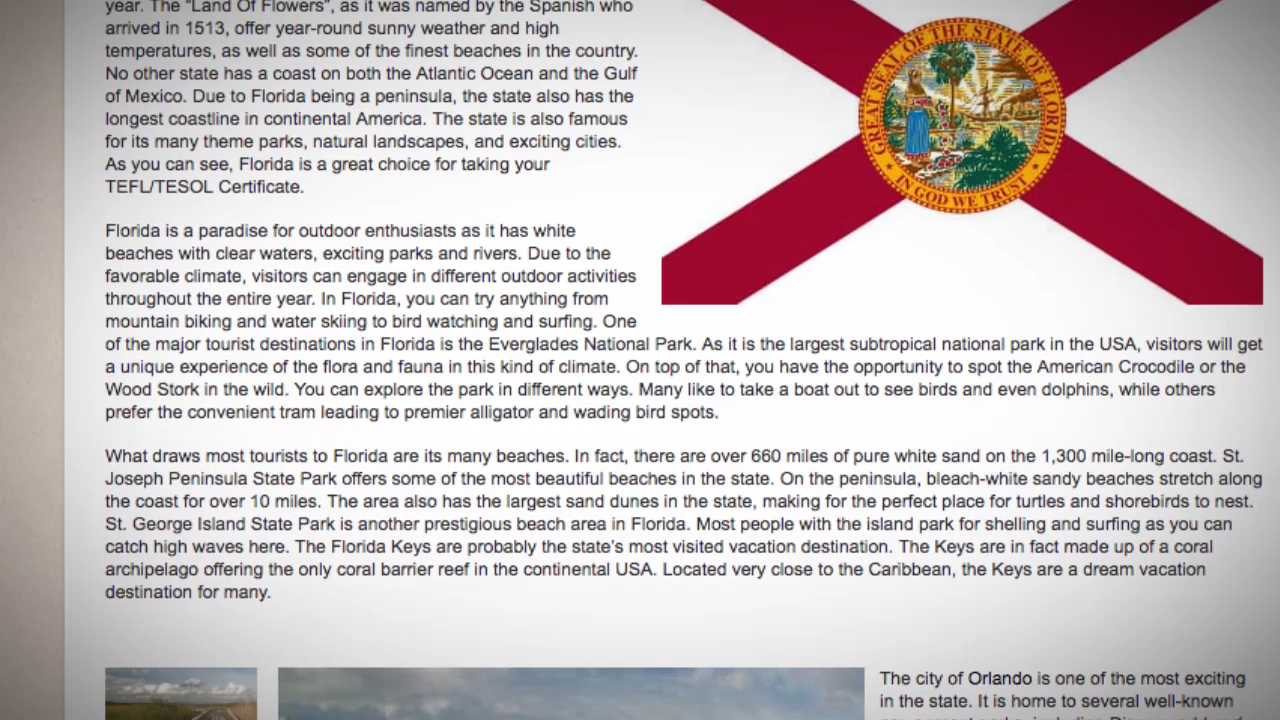 year. The "Land Of Flowers", as it was named by the Spanish who
arrived in 1513, offer year-round sunny weather and high
temperatures, as well as some of the finest beaches in the country.
No other state has a coast on both the Atlantic Ocean and the Gulf
of Mexico. Due to Florida being a peninsula, the state also has the
longest coastline in continental America. The state is also famous
for its many theme parks, natural landscapes, and exciting cities.
As you can see, Florida is a great choice for taking your
TEFL/TESOL Certificate.
GREAT SEAL OF THE STATE OF FLORIDA
IN GOD WE TRUST
Florida is a paradise for outdoor enthusiasts as it has white
beaches with clear waters, exciting parks and rivers. Due to the
favorable climate, visitors can engage in different outdoor activities
throughout the entire year. In Florida, you can try anything from
mountain biking and water skiing to bird watching and surfing. One
of the major tourist destinations in Florida is the Everglades National Park. As it is the largest subtropical national park in the USA, visitors will get
a unique experience of the flora and fauna in this kind of climate. On top of that, you have the opportunity to spot the American Crocodile or the
Wood Stork in the wild. You can explore the park in different ways. Many like to take a boat out to see birds and even dolphins, while others
prefer the convenient tram leading to premier alligator and wading bird spots.
What draws most tourists to Florida are its many beaches. In fact, there are over 660 miles of pure white sand on the 1,300 mile-long coast. St.
Joseph Peninsula State Park offers some of the most beautiful beaches in the state. On the peninsula, bleach-white sandy beaches stretch along
the coast for over 10 miles. The area also has the largest sand dunes in the state, making for the perfect place for turtles and shorebirds to nest.
St. George Island State Park is another prestigious beach area in Florida. Most people with the island park for shelling and surfing as you can
catch high waves here. The Florida Keys are probably the state's most visited vacation destination. The Keys are in fact made up of a coral
archipelago offering the only coral barrier reef in the continental USA. Located very close to the Caribbean, the Keys are a dream vacation
destination for many.
The city of Orlando is one of the most exciting
in the state. It is home to several well-known